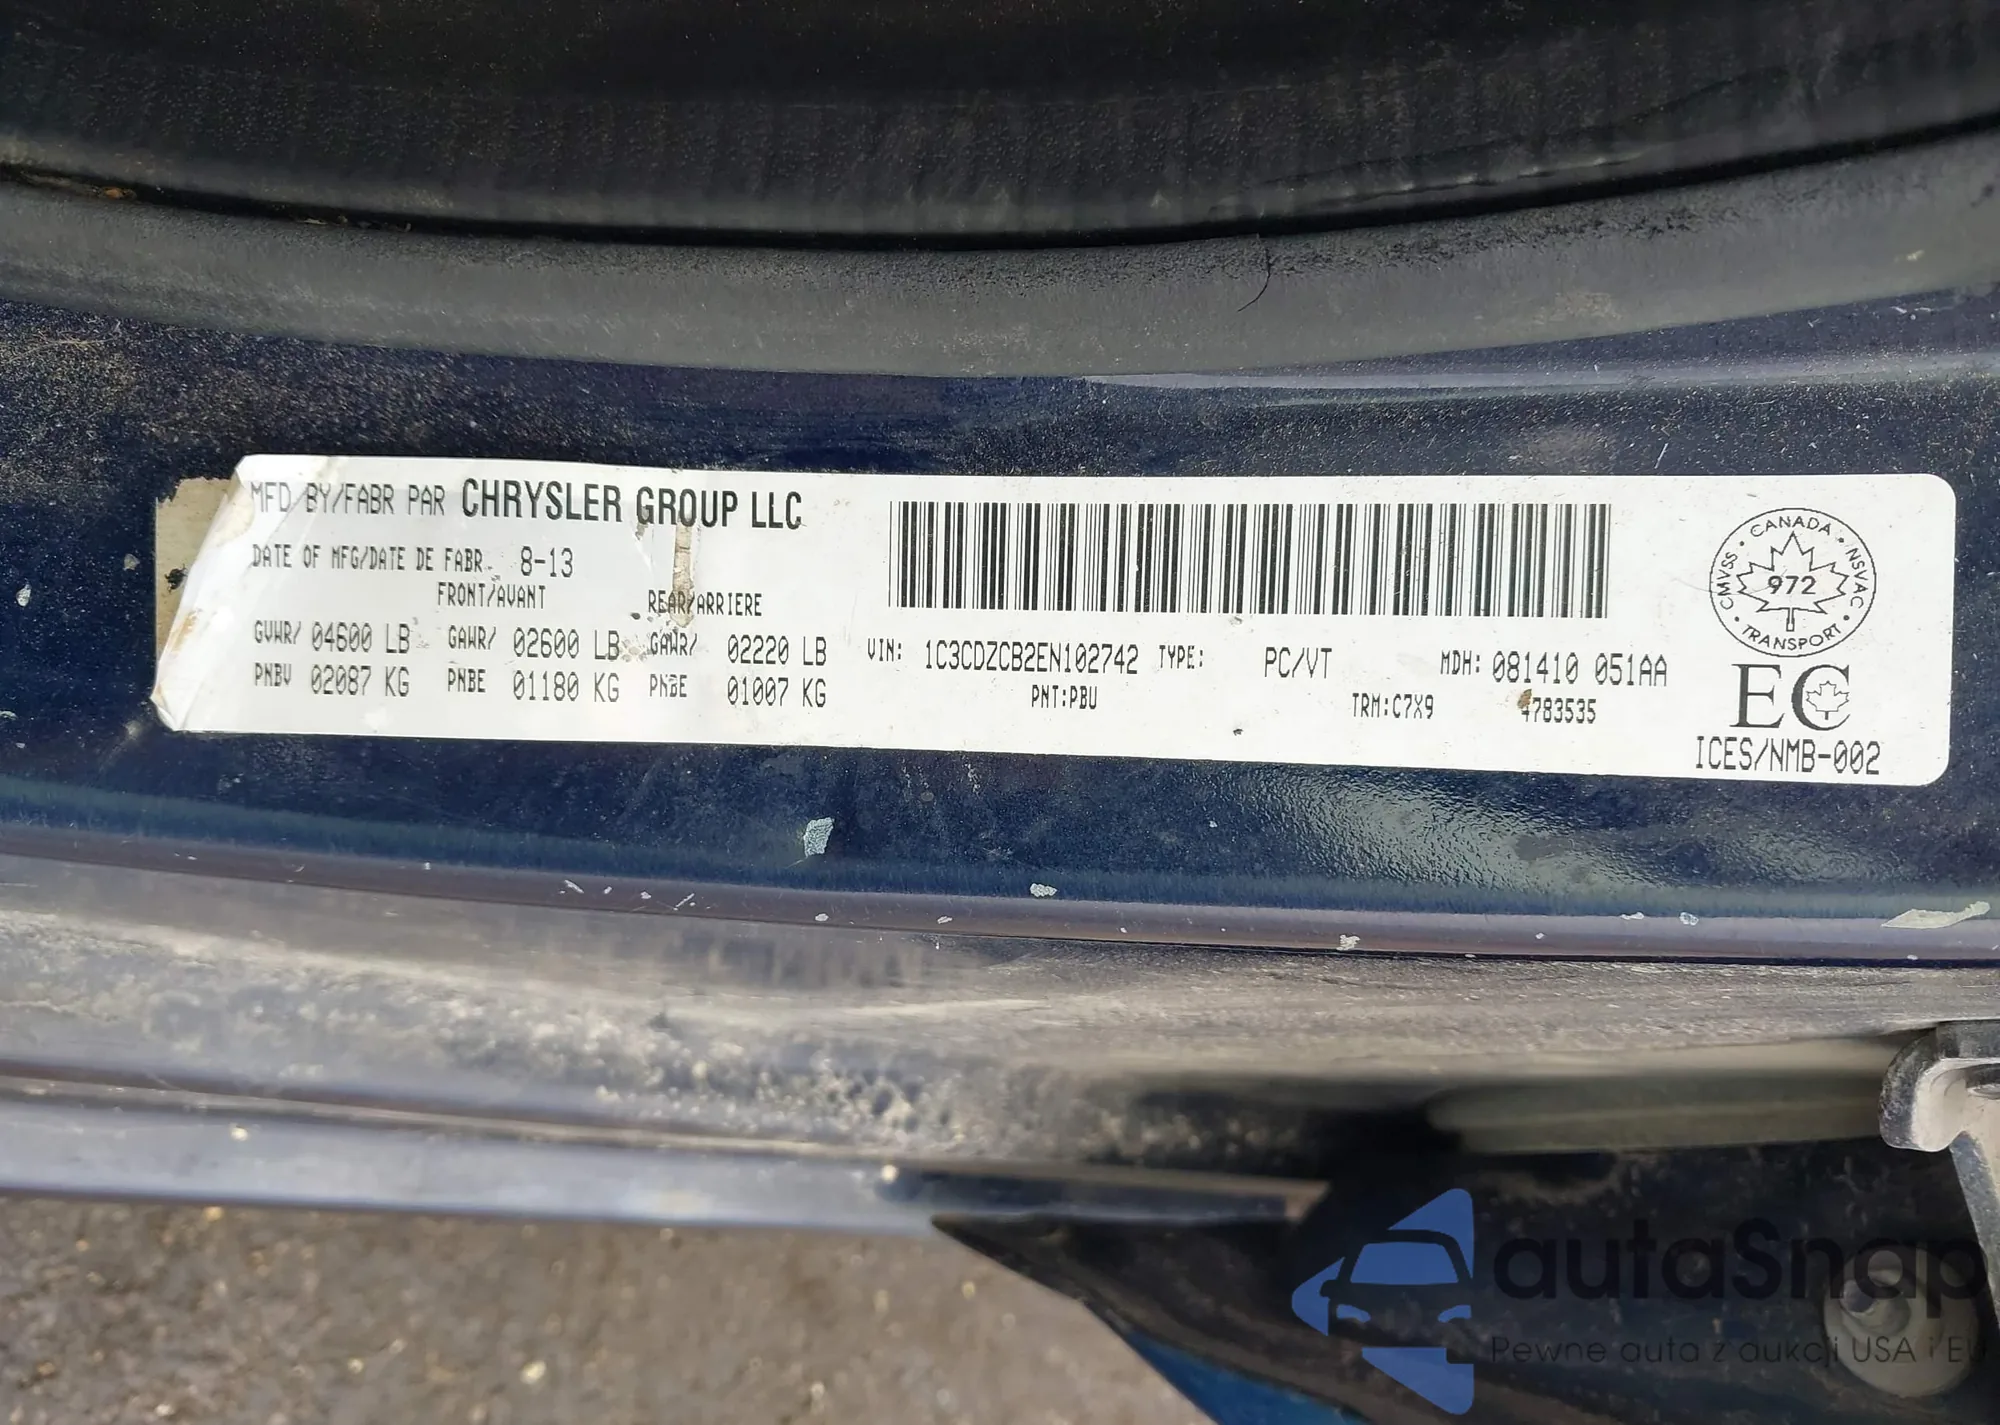 MFD BY/FABR PAR CHRYSLER GROUP LLC
DATE OF MFG/DATE DE FABR. 8-13
FRONT/AVANT REAR/ARRIERE
GVWR/ 04600 LB GAWR/ 02600 LB GAWR/ 02220 LB
PNBV 02087 KG PNBE 01180 KG PNBE 01007 KG
VIN: 1C3CDZCB2EN102742 TYPE: PC/VT MDH: 081410 051AA
PNT:PBU TRM:C7X9 4783535
CMVSS · CANADA · NSVAC · TRANSPORT ·
972
EC
ICES/NMB-002
autaSnap
Pewne auta z aukcji USA i EU